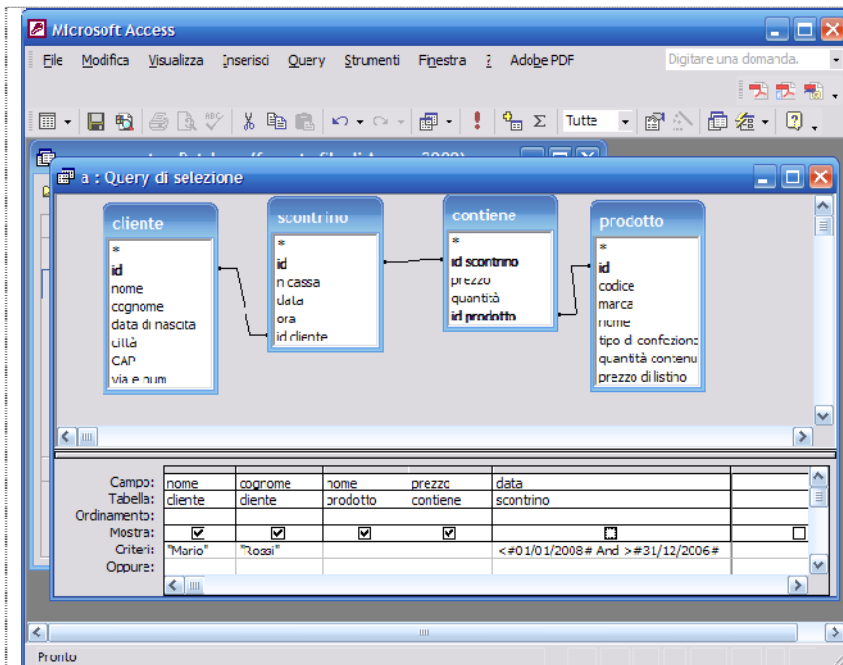 Microsoft Access
File Modifica Visualizza Inserisci Query Strumenti Finestra ? Adobe PDF Digitare una domanda.
Tutte
a : Query di selezione
cliente
*
id
nome
cognome
data di nascita
città
CAP
via e num
scontrino
*
id
n cassa
data
ora
id cliente
contiene
*
id scontrino
prezzo
quantità
id prodotto
prodotto
*
id
codice
marca
nome
tipo di confezione
quantità contenu
prezzo di listino
Campo: nome cognome nome prezzo data
Tabella: cliente cliente prodotto contiene scontrino
Ordinamento:
Mostra:
Criteri: "Mario" "Rossi" <#01/01/2008# And >#31/12/2006#
Oppure:
Pronto